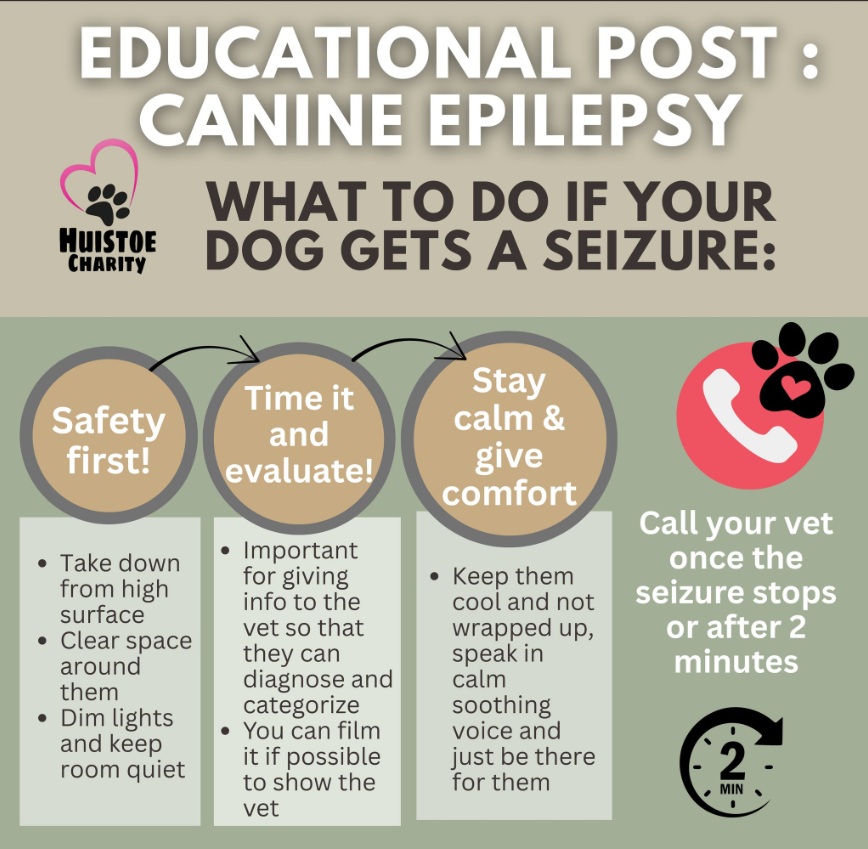 EDUCATIONAL POST :
CANINE EPILEPSY
HUISTOE
CHARITY
WHAT TO DO IF YOUR
DOG GETS A SEIZURE:
Safety
first!
• Take down
from high
surface
• Clear space
around
them
• Dim lights
and keep
room quiet
Time it
and
evaluate!
• Important
for giving
info to the
vet so that
they can
diagnose and
categorize
• You can film
it if possible
to show the
vet
Stay
calm &
give
comfort
• Keep them
cool and not
wrapped up,
speak in
calm
soothing
voice and
just be there
for them
Call your vet
once the
seizure stops
or after 2
minutes
2
MIN